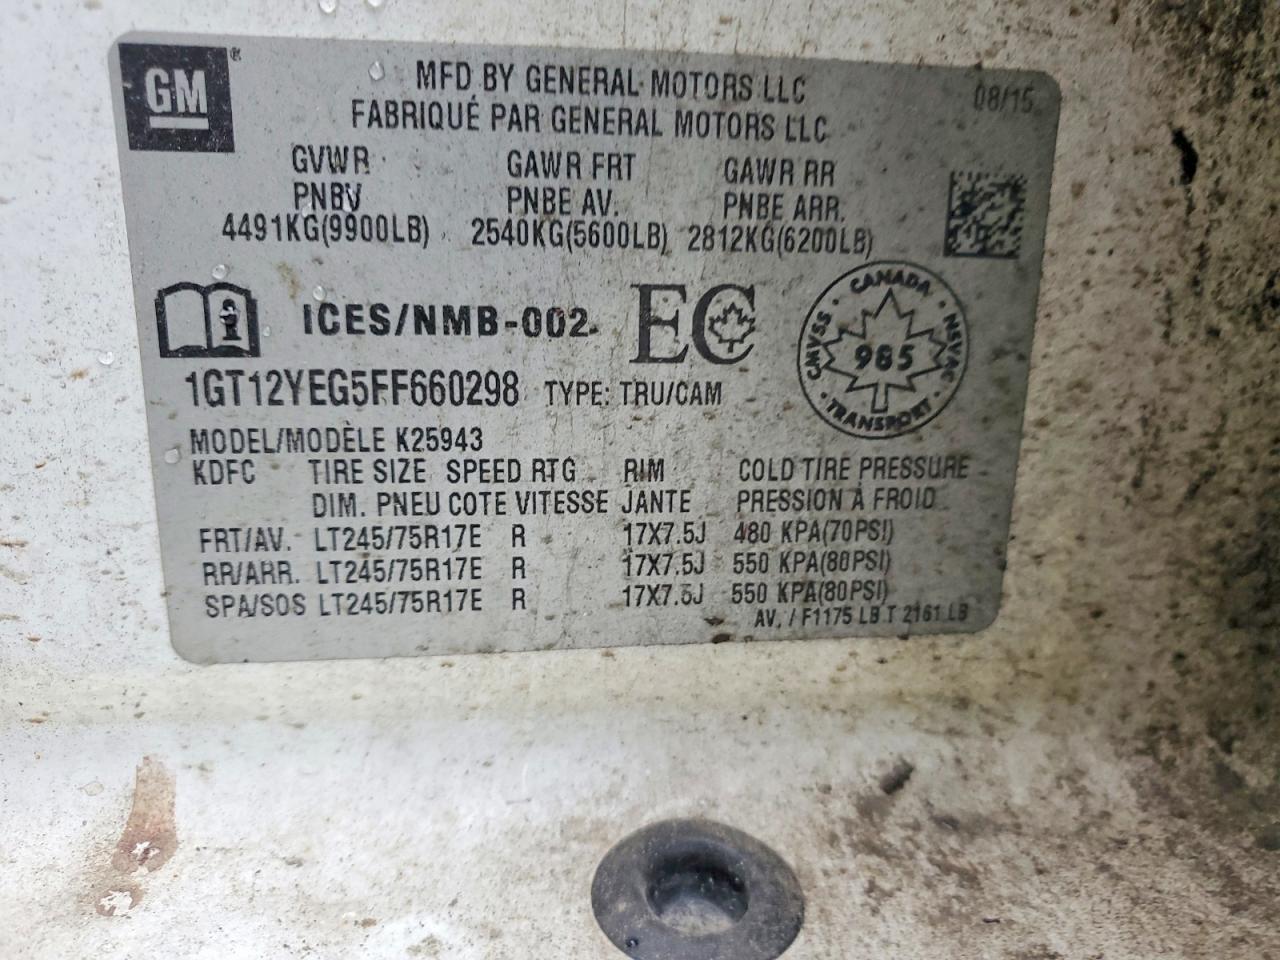 GM
MFD BY GENERAL MOTORS LLC 08/15
FABRIQUÉ PAR GENERAL MOTORS LLC
GVWR GAWR FRT GAWR RR
PNBV PNBE AV. PNBE ARR.
4491KG(9900LB) 2540KG(5600LB) 2812KG(6200LB)
ICES/NMB-002 EC
CANADA
CMVSS 985 NSVAC
TRANSPORT
1GT12YEG5FF660298 TYPE: TRU/CAM
MODEL/MODÈLE K25943
KDFC TIRE SIZE SPEED RTG RIM COLD TIRE PRESSURE
DIM. PNEU COTE VITESSE JANTE PRESSION À FROID
FRT/AV. LT245/75R17E R 17X7.5J 480 KPA(70PSI)
RR/ARR. LT245/75R17E R 17X7.5J 550 KPA(80PSI)
SPA/SOS LT245/75R17E R 17X7.5J 550 KPA(80PSI)
AV. / F1175 LB T 2161 LB